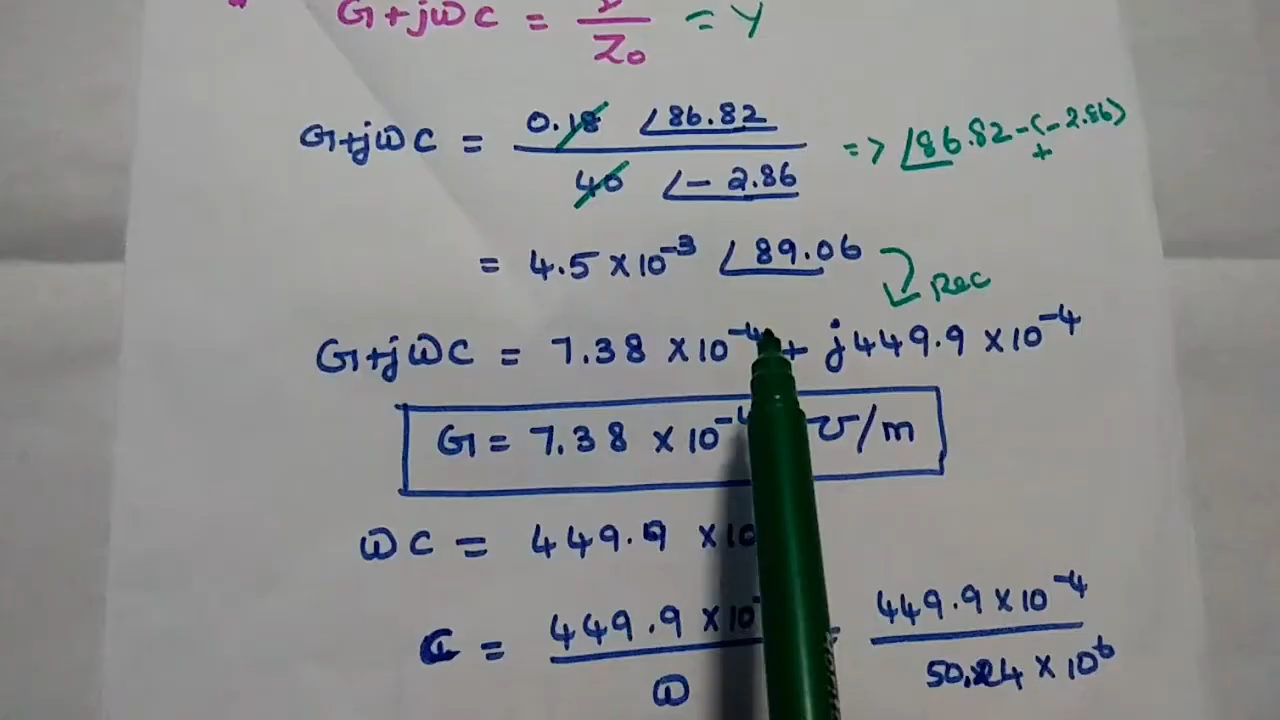 G+jωC = γ/Z₀ = Y
G+jωC = 0.18 ∠86.82 / 40 ∠-2.86 => ∠86.82-(-2.86)
+
= 4.5 × 10⁻³ ∠89.06
Rec
G+jωC = 7.38 × 10⁻⁴ + j449.9 × 10⁻⁴
G = 7.38 × 10⁻⁴ ℧/m
ωC = 449.9 × 10
C = 449.9 × 10⁻ / ω = 449.9 × 10⁻⁴ / 50.24 × 10⁶